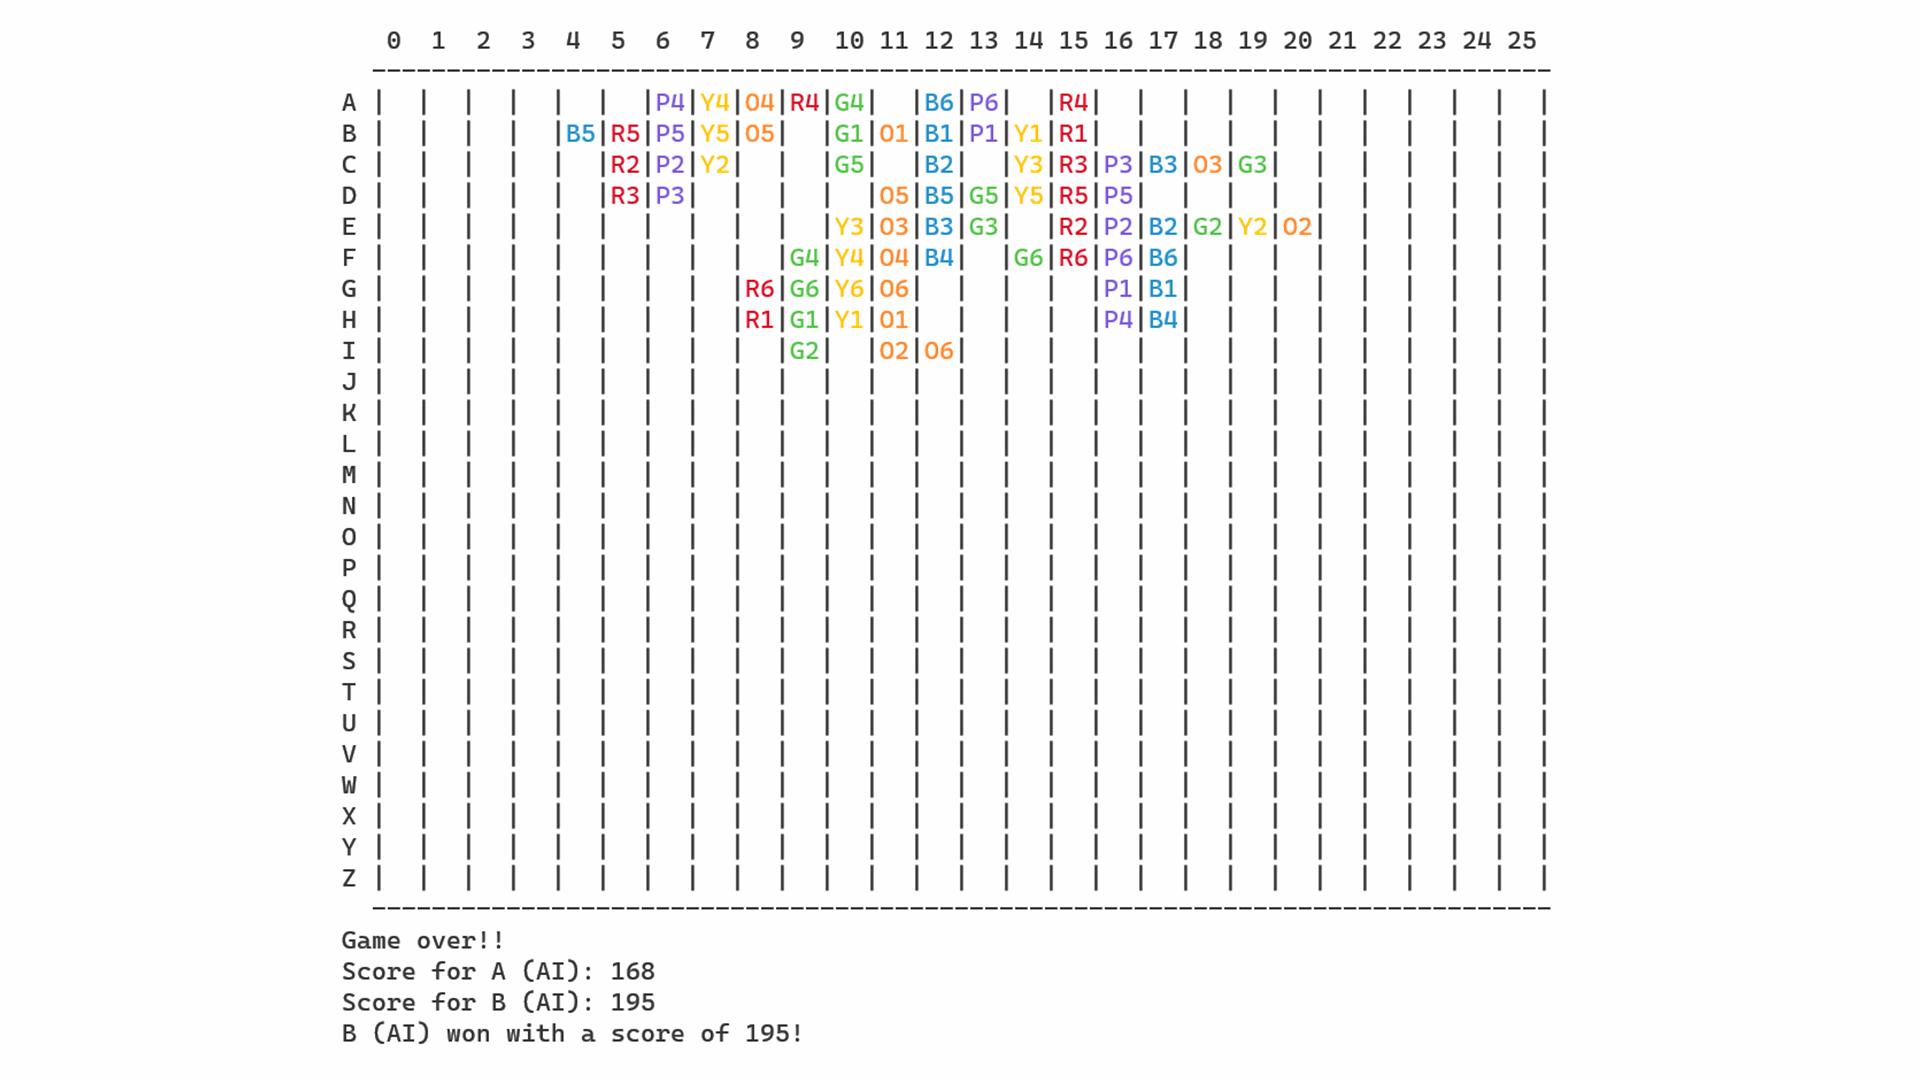 0 1 2 3 4 5 6 7 8 9 10 11 12 13 14 15 16 17 18 19 20 21 22 23 24 25
A | | | | | | |P4|Y4|O4|R4|G4| |B6|P6| |R4| | | | | | | | | | |
B | | | | |B5|R5|P5|Y5|O5| |G1|O1|B1|P1|Y1|R1| | | | | | | | | | |
C | | | | | |R2|P2|Y2| | |G5| |B2| |Y3|R3|P3|B3|O3|G3| | | | | | |
D | | | | | |R3|P3| | | | |O5|B5|G5|Y5|R5|P5| | | | | | | | | |
E | | | | | | | | | | |Y3|O3|B3|G3| |R2|P2|B2|G2|Y2|O2| | | | | |
F | | | | | | | | | |G4|Y4|O4|B4| |G6|R6|P6|B6| | | | | | | | |
G | | | | | | | | |R6|G6|Y6|O6| | | | |P1|B1| | | | | | | | |
H | | | | | | | | |R1|G1|Y1|O1| | | | |P4|B4| | | | | | | | |
I | | | | | | | | | |G2| |O2|O6| | | | | | | | | | | | | |
J | | | | | | | | | | | | | | | | | | | | | | | | | | |
K | | | | | | | | | | | | | | | | | | | | | | | | | | |
L | | | | | | | | | | | | | | | | | | | | | | | | | | |
M | | | | | | | | | | | | | | | | | | | | | | | | | | |
N | | | | | | | | | | | | | | | | | | | | | | | | | | |
O | | | | | | | | | | | | | | | | | | | | | | | | | | |
P | | | | | | | | | | | | | | | | | | | | | | | | | | |
Q | | | | | | | | | | | | | | | | | | | | | | | | | | |
R | | | | | | | | | | | | | | | | | | | | | | | | | | |
S | | | | | | | | | | | | | | | | | | | | | | | | | | |
T | | | | | | | | | | | | | | | | | | | | | | | | | | |
U | | | | | | | | | | | | | | | | | | | | | | | | | | |
V | | | | | | | | | | | | | | | | | | | | | | | | | | |
W | | | | | | | | | | | | | | | | | | | | | | | | | | |
X | | | | | | | | | | | | | | | | | | | | | | | | | | |
Y | | | | | | | | | | | | | | | | | | | | | | | | | | |
Z | | | | | | | | | | | | | | | | | | | | | | | | | | |
Game over!!
Score for A (AI): 168
Score for B (AI): 195
B (AI) won with a score of 195!